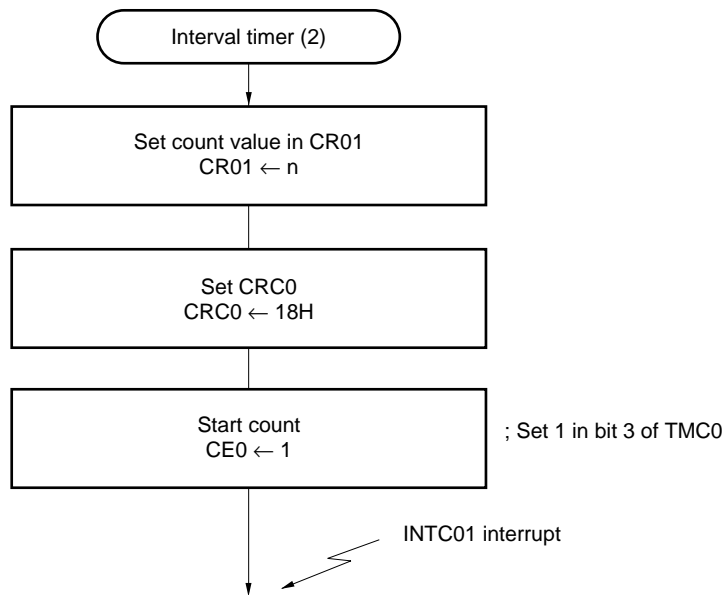 Interval timer (2)
Set count value in CR01
CR01 ← n
Set CRC0
CRC0 ← 18H
Start count
CE0 ← 1
; Set 1 in bit 3 of TMC0
INTC01 interrupt